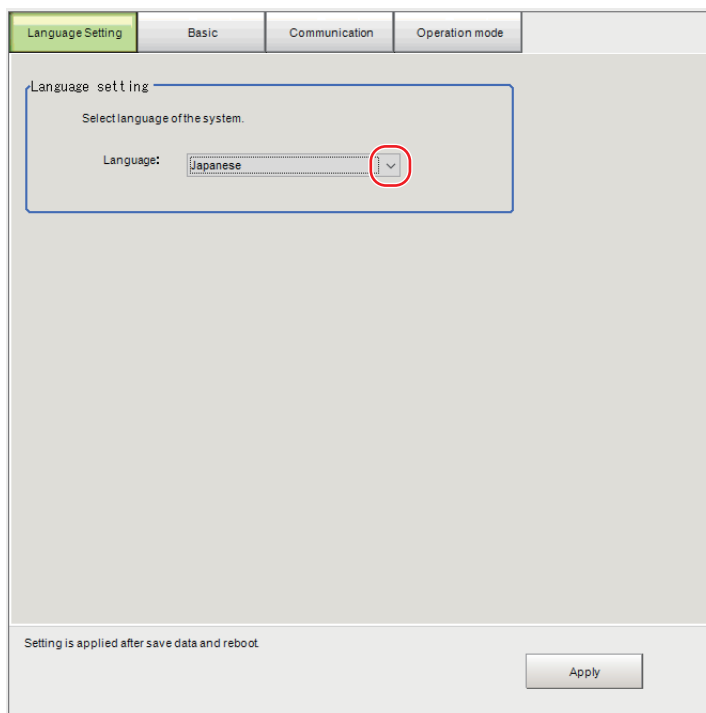 Language Setting Basic Communication Operation mode
Language setting
Select language of the system.
Language: Japanese
Setting is applied after save data and reboot.
Apply